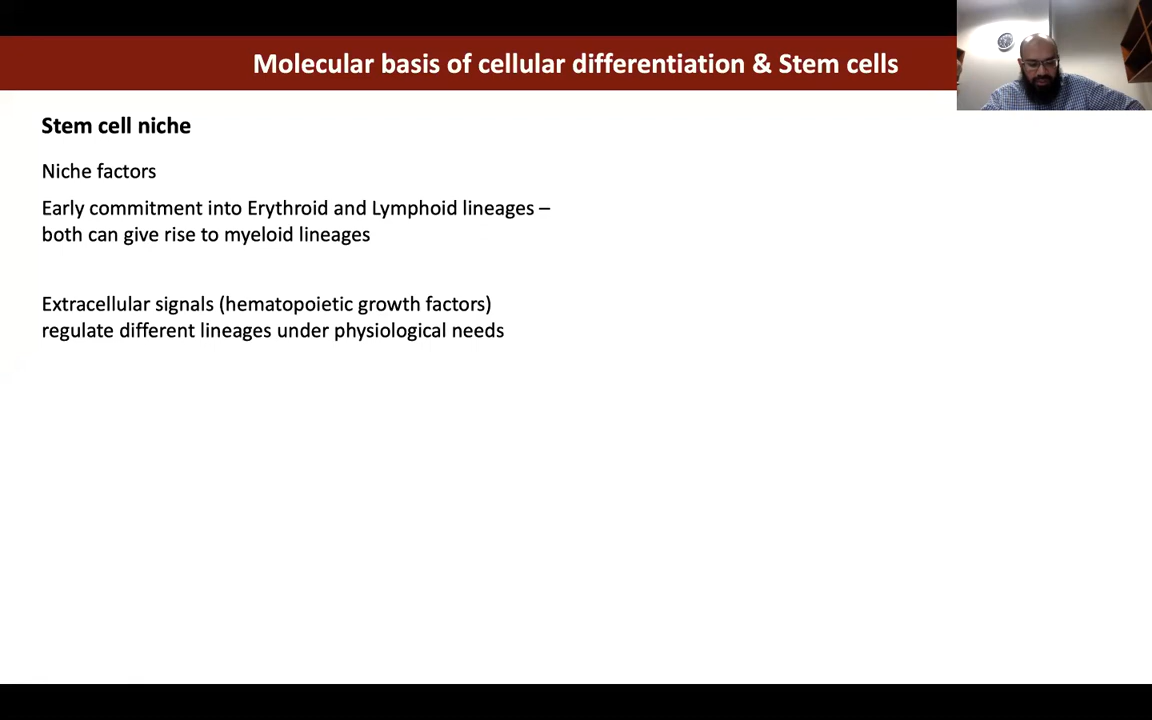 Molecular basis of cellular differentiation & Stem cells
Stem cell niche
Niche factors
Early commitment into Erythroid and Lymphoid lineages –
both can give rise to myeloid lineages
Extracellular signals (hematopoietic growth factors)
regulate different lineages under physiological needs